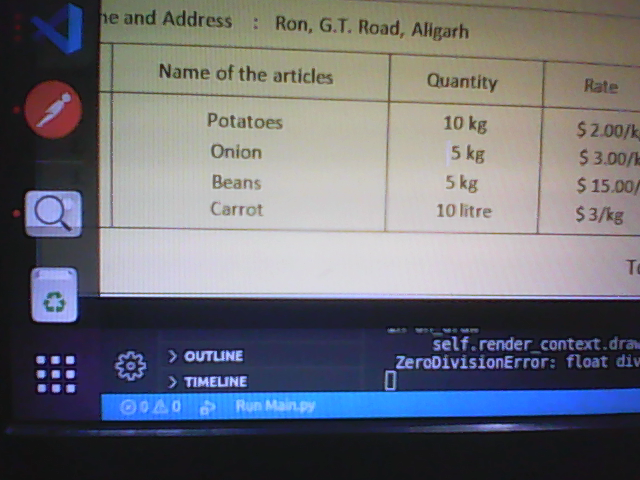 and Address : Ron, G.T. Road, Aligarh
Name of the articles Quantity Rate
Potatoes 10 kg $ 2.00/k
Onion 5 kg $ 3.00/k
Beans 5 kg $ 15.00/
Carrot 10 litre $ 3/kg
self.render_context.draw
ZeroDivisionError: float div
OUTLINE
TIMELINE
0 0 Run Main.py